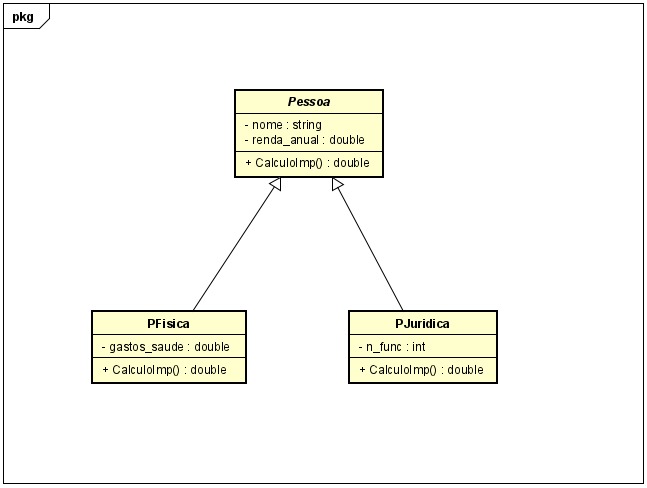 pkg
Pessoa
- nome : string
- renda_anual : double
+ CalculoImp() : double
PFisica
- gastos_saude : double
+ CalculoImp() : double
PJuridica
- n_func : int
+ CalculoImp() : double